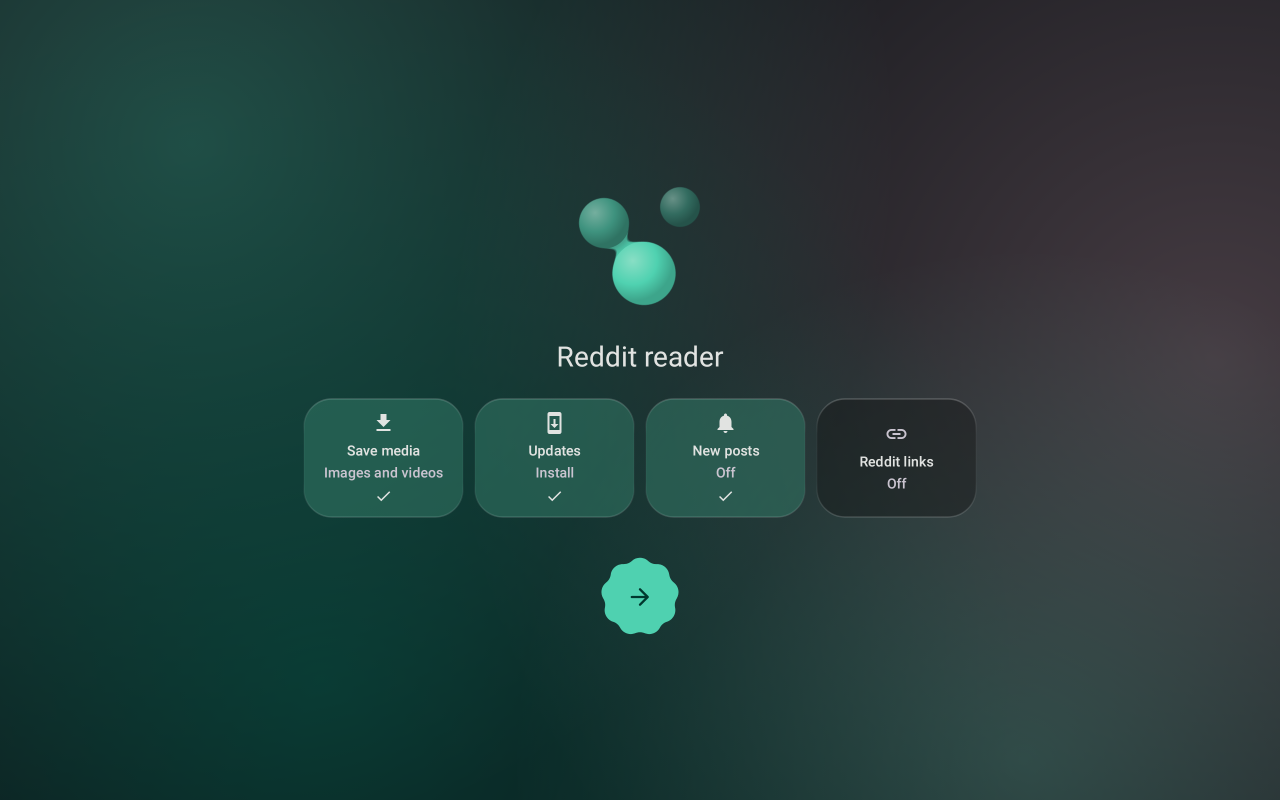 Reddit reader
Save media
Images and videos
Updates
Install
New posts
Off
Reddit links
Off